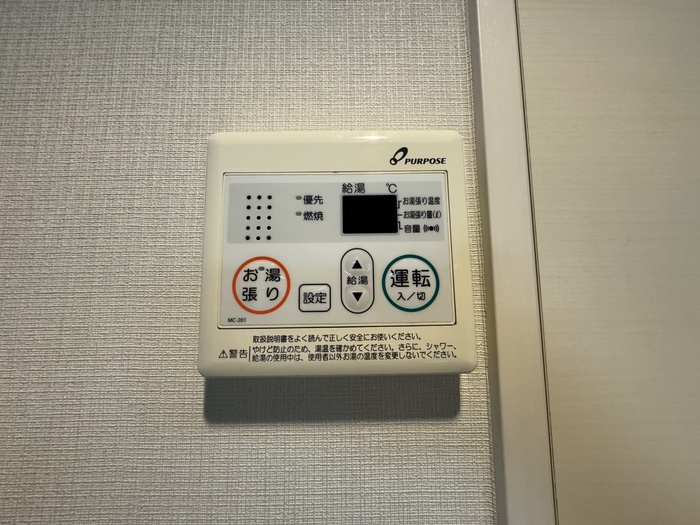 PURPOSE
給湯 ℃
優先
燃焼
お湯張り温度
お湯張り量(ℓ)
音量
お湯張り
設定
給湯
運転
入／切
MC-201
取扱説明書をよく読んで正しく安全にお使いください。
⚠警告
やけど防止のため、湯温を確かめてください。さらに、シャワー、
給湯の使用中は、使用者以外お湯の温度を変更しないでください。